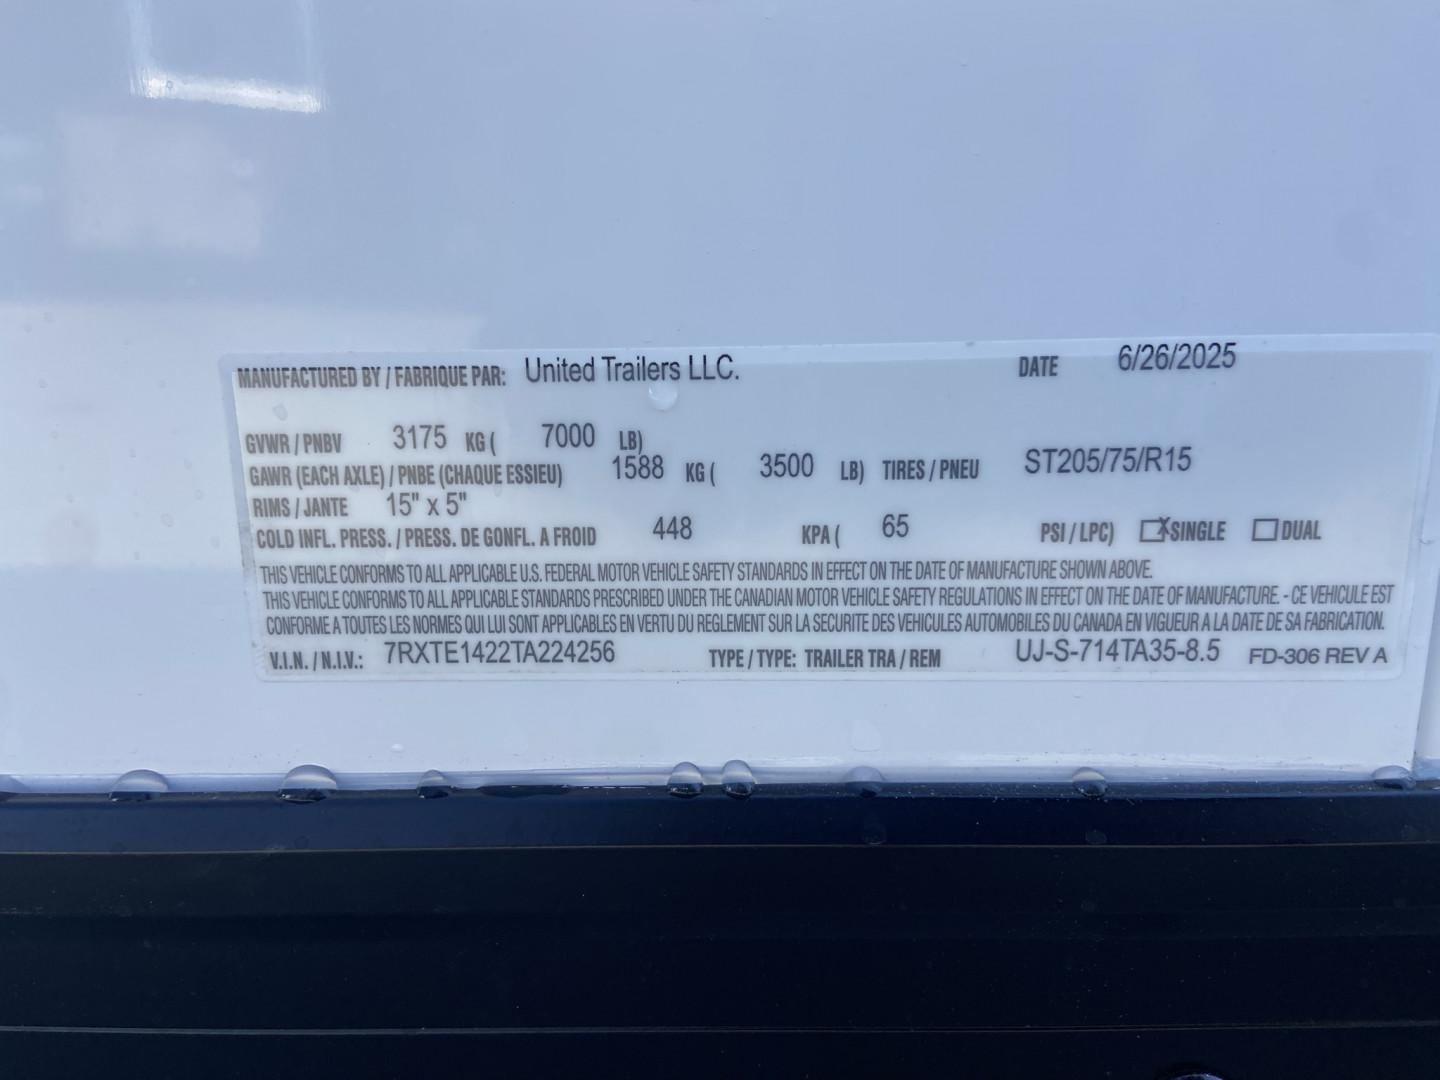 MANUFACTURED BY / FABRIQUE PAR: United Trailers LLC. DATE 6/26/2025
GVWR / PNBV 3175 KG ( 7000 LB)
GAWR (EACH AXLE) / PNBE (CHAQUE ESSIEU) 1588 KG ( 3500 LB) TIRES / PNEU ST205/75/R15
RIMS / JANTE 15" x 5"
COLD INFL. PRESS. / PRESS. DE GONFL. A FROID 448 KPA ( 65 PSI / LPC) ☒ SINGLE ☐ DUAL
THIS VEHICLE CONFORMS TO ALL APPLICABLE U.S. FEDERAL MOTOR VEHICLE SAFETY STANDARDS IN EFFECT ON THE DATE OF MANUFACTURE SHOWN ABOVE.
THIS VEHICLE CONFORMS TO ALL APPLICABLE STANDARDS PRESCRIBED UNDER THE CANADIAN MOTOR VEHICLE SAFETY REGULATIONS IN EFFECT ON THE DATE OF MANUFACTURE. - CE VEHICULE EST
CONFORME A TOUTES LES NORMES QUI LUI SONT APPLICABLES EN VERTU DU REGLEMENT SUR LA SECURITE DES VEHICULES AUTOMOBILES DU CANADA EN VIGUEUR A LA DATE DE SA FABRICATION.
V.I.N. / N.I.V.: 7RXTE1422TA224256 TYPE / TYPE: TRAILER TRA / REM UJ-S-714TA35-8.5 FD-306 REV A